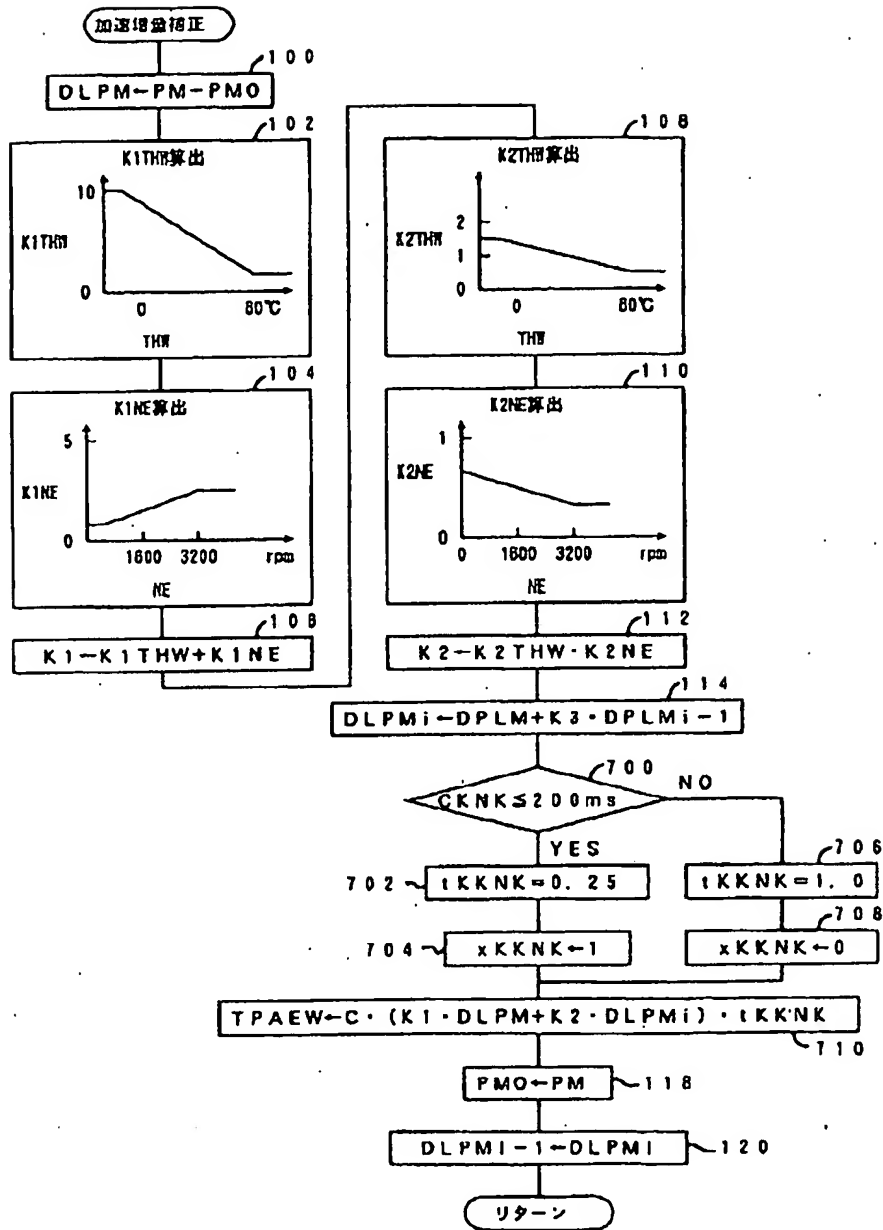 加速増量補正
100
DLPM←PM-PMO
102
K1THW算出
10
K1THW
0
0
80℃
THW
104
K1NE算出
5
K1NE
0
1600
3200
rpm
NE
106
K1←K1THW+K1NE
108
K2THW算出
2
K2THW
1
0
0
80℃
THW
110
K2NE算出
1
K2NE
0
0
1600
3200
rpm
NE
112
K2←K2THW・K2NE
114
DLPMi←DPLM+K3・DPLMi-1
700
CKNK≦200ms
NO
YES
702
tKKNK=0.25
706
tKKNK=1.0
704
xKKNK←1
708
xKKNK←0
TPAEW←C・(K1・DLPM+K2・DLPMi)・tKKNK
710
PMO←PM
118
DLPMi-1←DLPMi
120
リターン